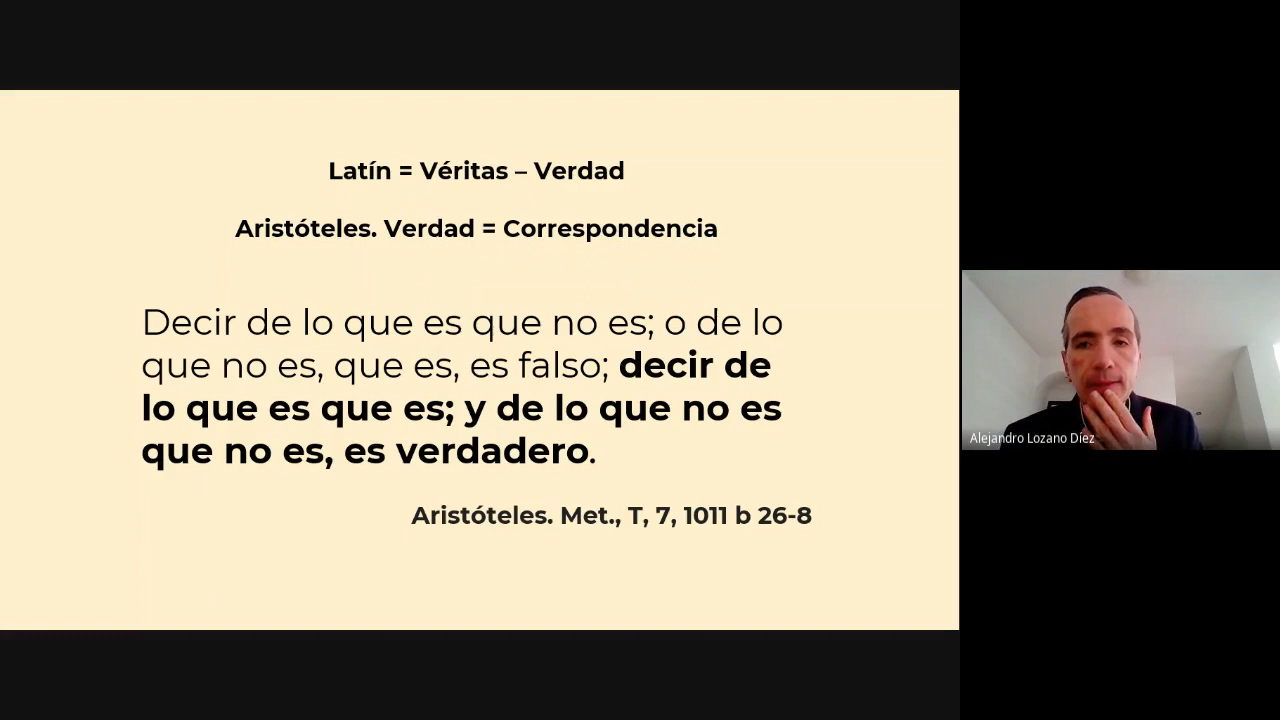 Latín = Véritas – Verdad
Aristóteles. Verdad = Correspondencia
Decir de lo que es que no es; o de lo
que no es, que es, es falso; decir de
lo que es que es; y de lo que no es
que no es, es verdadero.
Aristóteles. Met., T, 7, 1011 b 26-8
Alejandro Lozano Díez